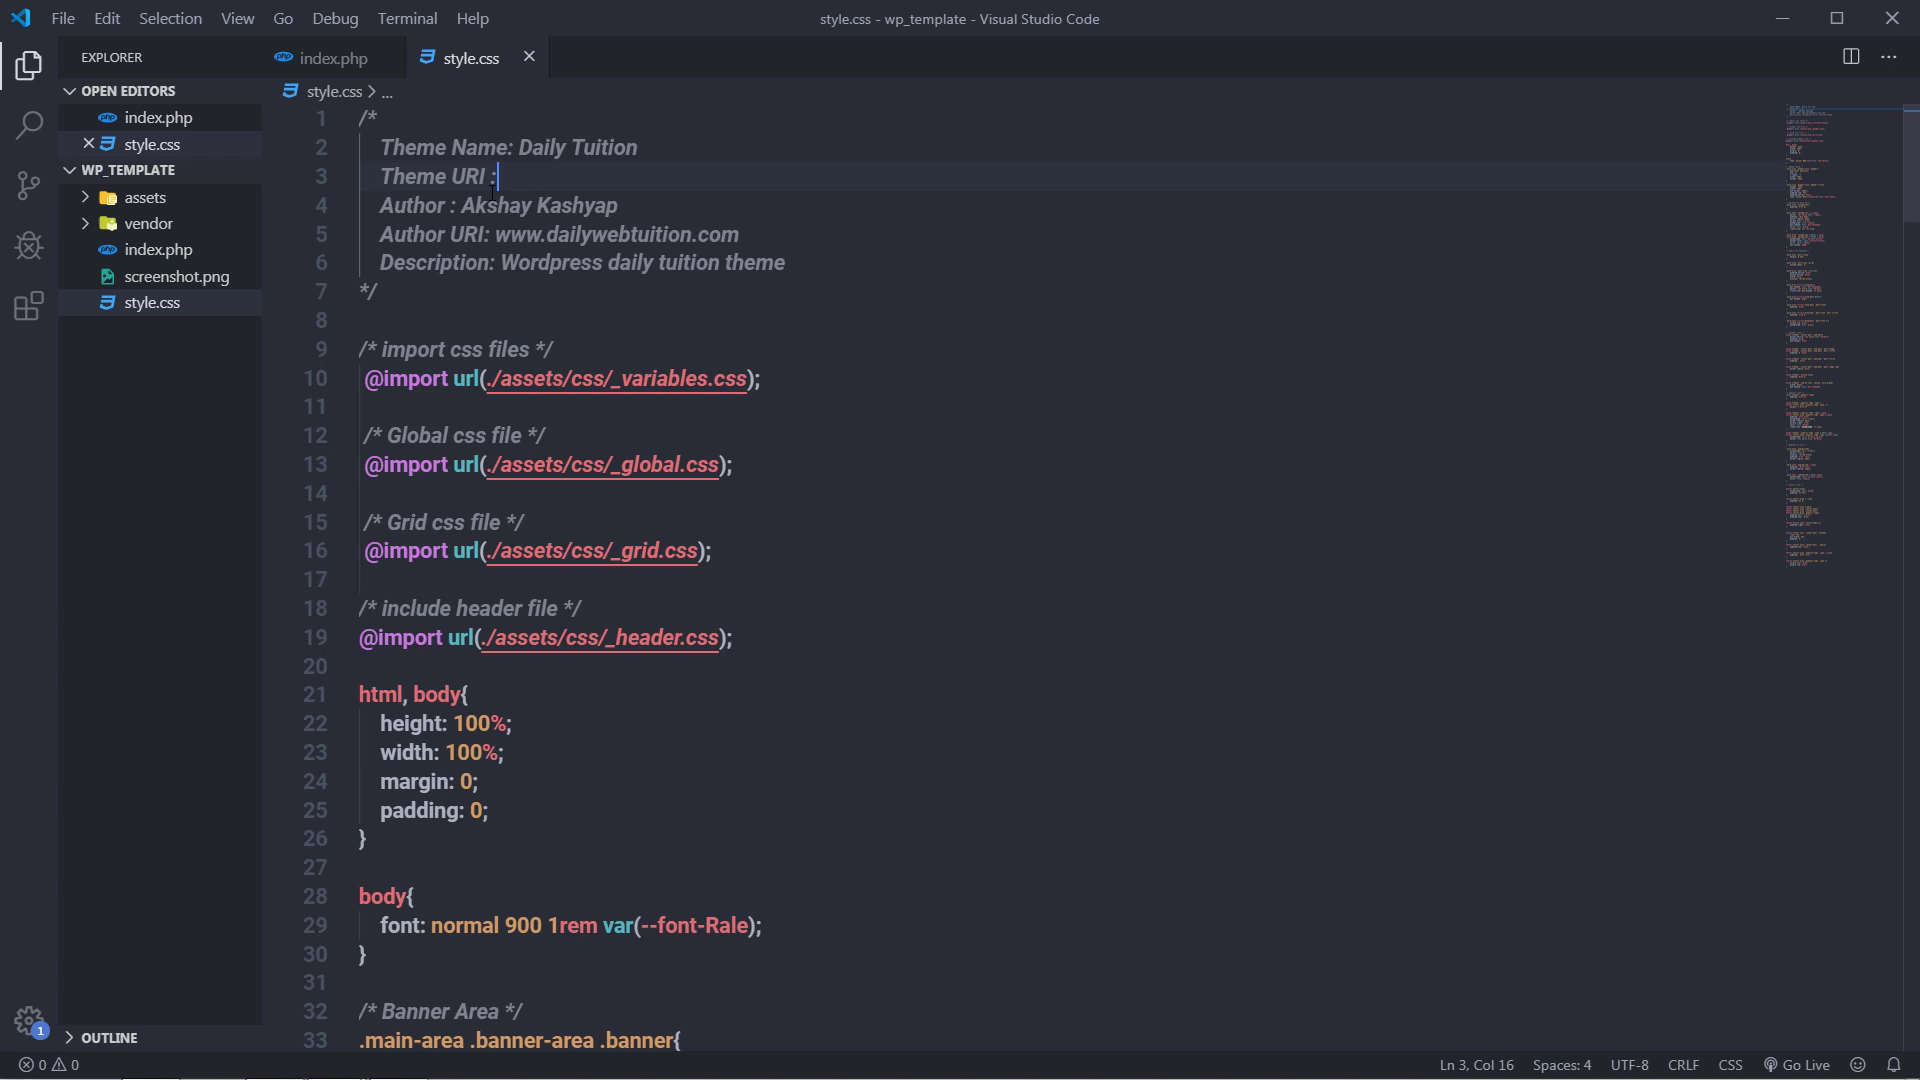 File Edit Selection View Go Debug Terminal Help
style.css - wp_template - Visual Studio Code
EXPLORER
php index.php
style.css
OPEN EDITORS
php index.php
style.css
WP_TEMPLATE
assets
vendor
php index.php
screenshot.png
style.css
OUTLINE
style.css > ...
1 /*
2 Theme Name: Daily Tuition
3 Theme URI :
4 Author : Akshay Kashyap
5 Author URI: www.dailywebtuition.com
6 Description: Wordpress daily tuition theme
7 */
8
9 /* import css files */
10 @import url(./assets/css/_variables.css);
11
12 /* Global css file */
13 @import url(./assets/css/_global.css);
14
15 /* Grid css file */
16 @import url(./assets/css/_grid.css);
17
18 /* include header file */
19 @import url(./assets/css/_header.css);
20
21 html, body{
22 height: 100%;
23 width: 100%;
24 margin: 0;
25 padding: 0;
26 }
27
28 body{
29 font: normal 900 1rem var(--font-Rale);
30 }
31
32 /* Banner Area */
33 .main-area .banner-area .banner{
1
0 0
Ln 3, Col 16 Spaces: 4 UTF-8 CRLF CSS Go Live